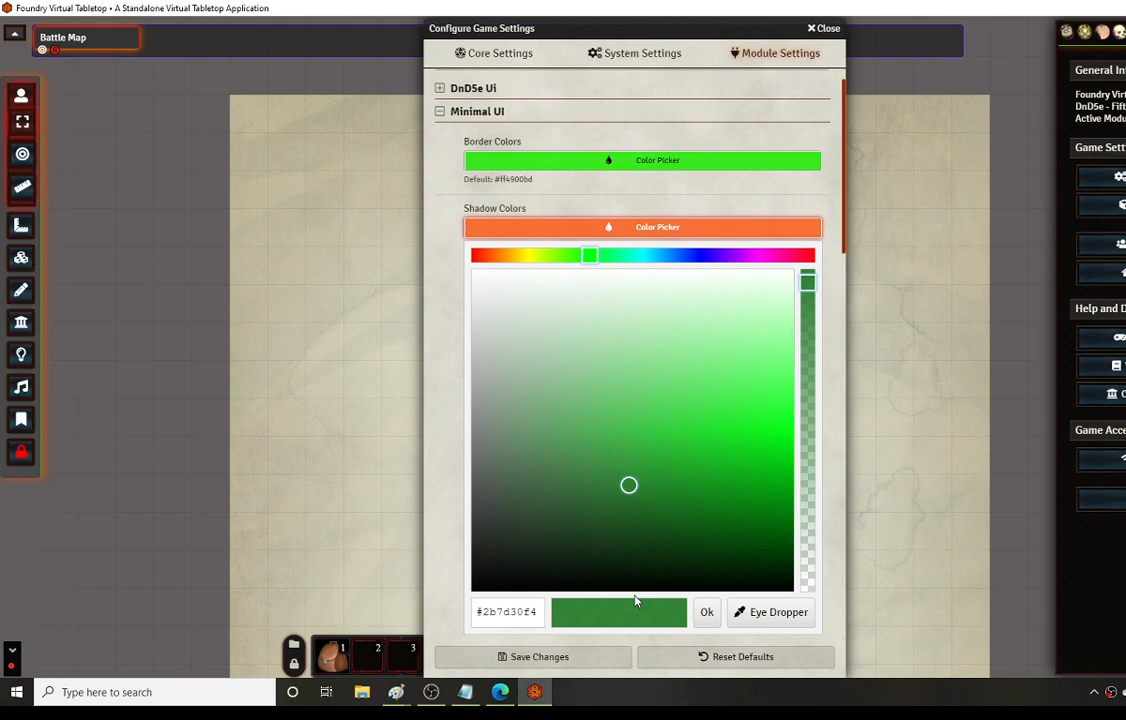 Foundry Virtual Tabletop • A Standalone Virtual Tabletop Application
Battle Map
Configure Game Settings
Close
Core Settings
System Settings
Module Settings
DnD5e Ui
Minimal UI
Border Colors
Color Picker
Default: #ff4900bd
Shadow Colors
Color Picker
#2b7d30f4
Ok
Eye Dropper
Save Changes
Reset Defaults
1
2
3
General In
Foundry Virt
DnD5e - Fift
Active Modu
Game Sett
Help and D
Game Acce
Type here to search